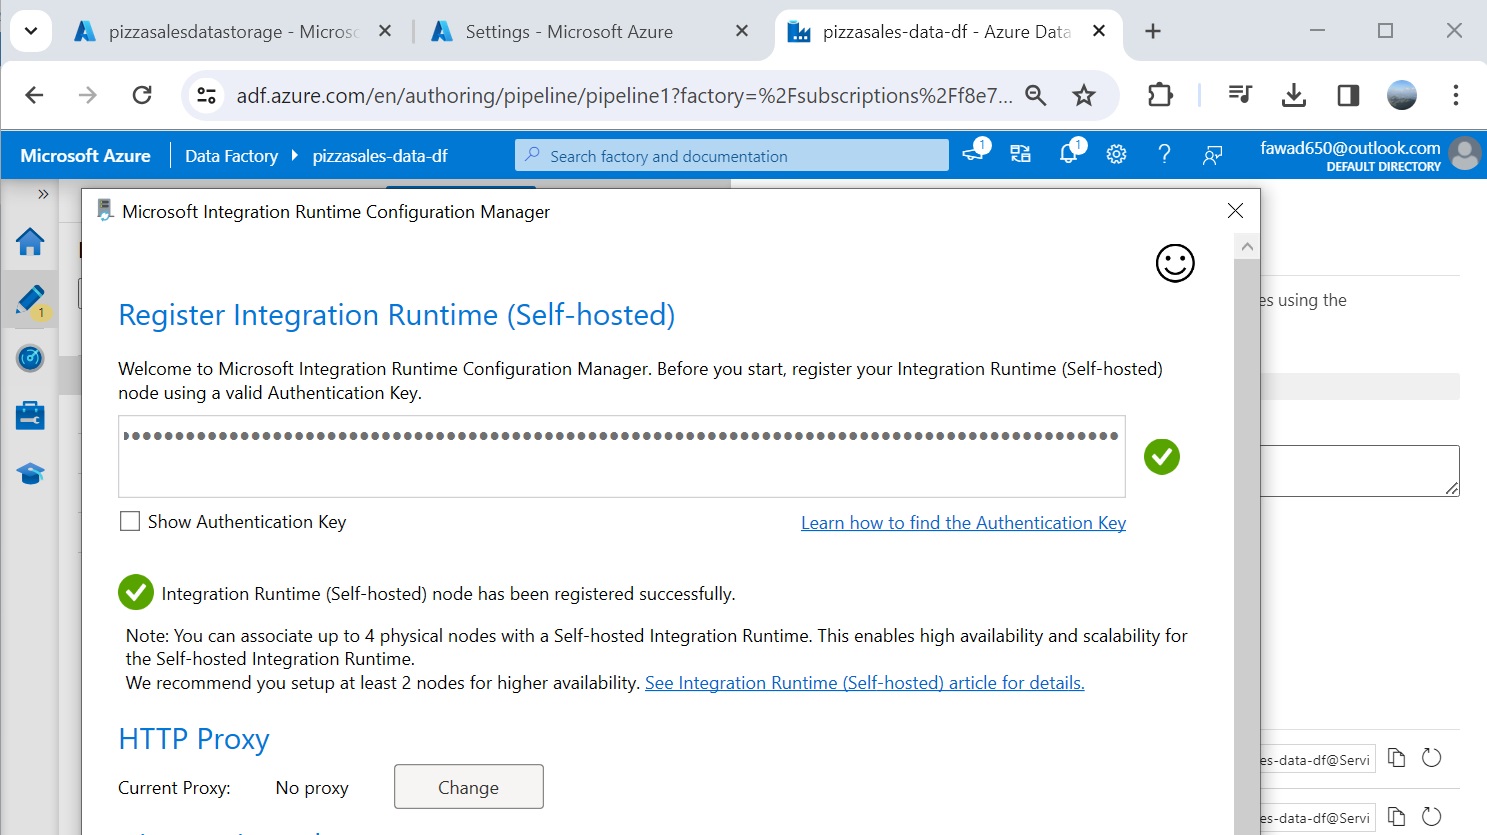 pizzasalesdatastorage - Microsc
Settings - Microsoft Azure
pizzasales-data-df - Azure Data
adf.azure.com/en/authoring/pipeline/pipeline1?factory=%2Fsubscriptions%2Ff8e7...
Microsoft Azure
Data Factory
pizzasales-data-df
Search factory and documentation
1
1
fawad650@outlook.com
DEFAULT DIRECTORY
Microsoft Integration Runtime Configuration Manager
1
Register Integration Runtime (Self-hosted)
es using the
Welcome to Microsoft Integration Runtime Configuration Manager. Before you start, register your Integration Runtime (Self-hosted)
node using a valid Authentication Key.
Show Authentication Key
Learn how to find the Authentication Key
Integration Runtime (Self-hosted) node has been registered successfully.
Note: You can associate up to 4 physical nodes with a Self-hosted Integration Runtime. This enables high availability and scalability for
the Self-hosted Integration Runtime.
We recommend you setup at least 2 nodes for higher availability. See Integration Runtime (Self-hosted) article for details.
HTTP Proxy
es-data-df@Servi
Current Proxy:
No proxy
Change
es-data-df@Servi